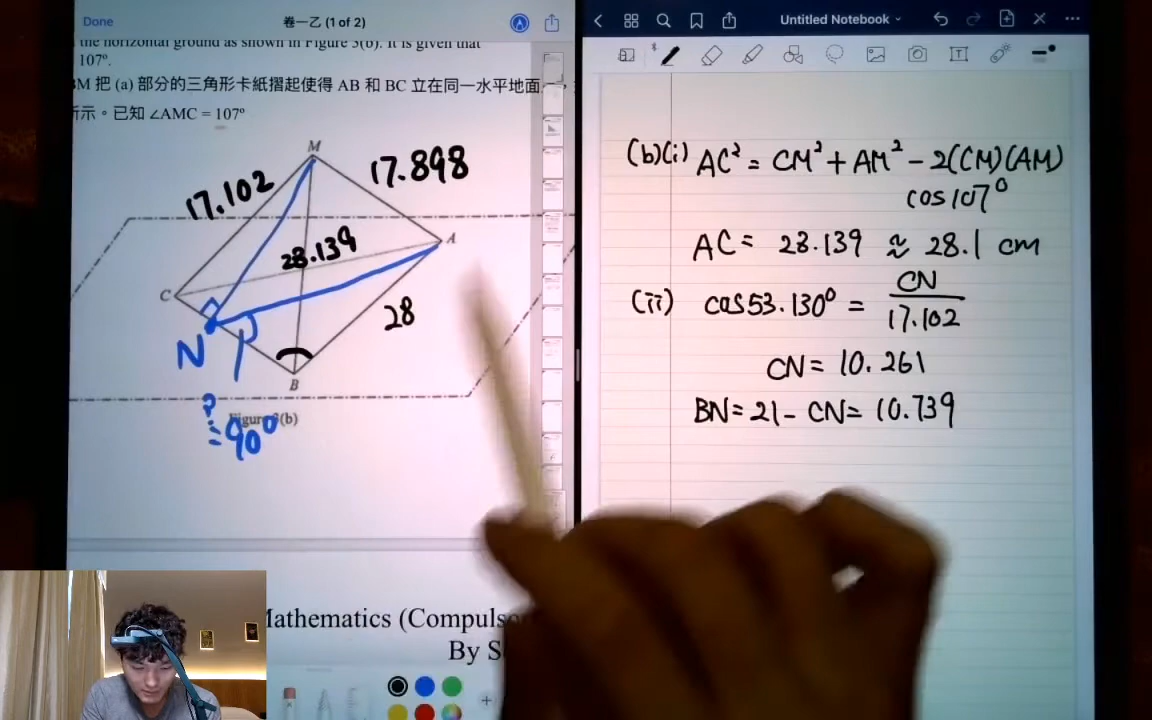 Done
卷一乙 (1 of 2)
the horizontal ground as shown in Figure 3(b). It is given that
107°.
BM 把 (a) 部分的三角形卡紙摺起使得 AB 和 BC 立在同一水平地面
所示。已知 ∠AMC = 107°
M
17.102
17.898
A
28.139
C
28
N
B
?
(b)
= 90°
Mathematics
By
Untitled Notebook
(b)(i) AC² = CM² + AM² - 2(CM)(AM)
cos 107°
AC = 28.139 ≈ 28.1 cm
(ii) cos 53.130° = CN
17.102
CN = 10.261
BN = 21 - CN = 10.739